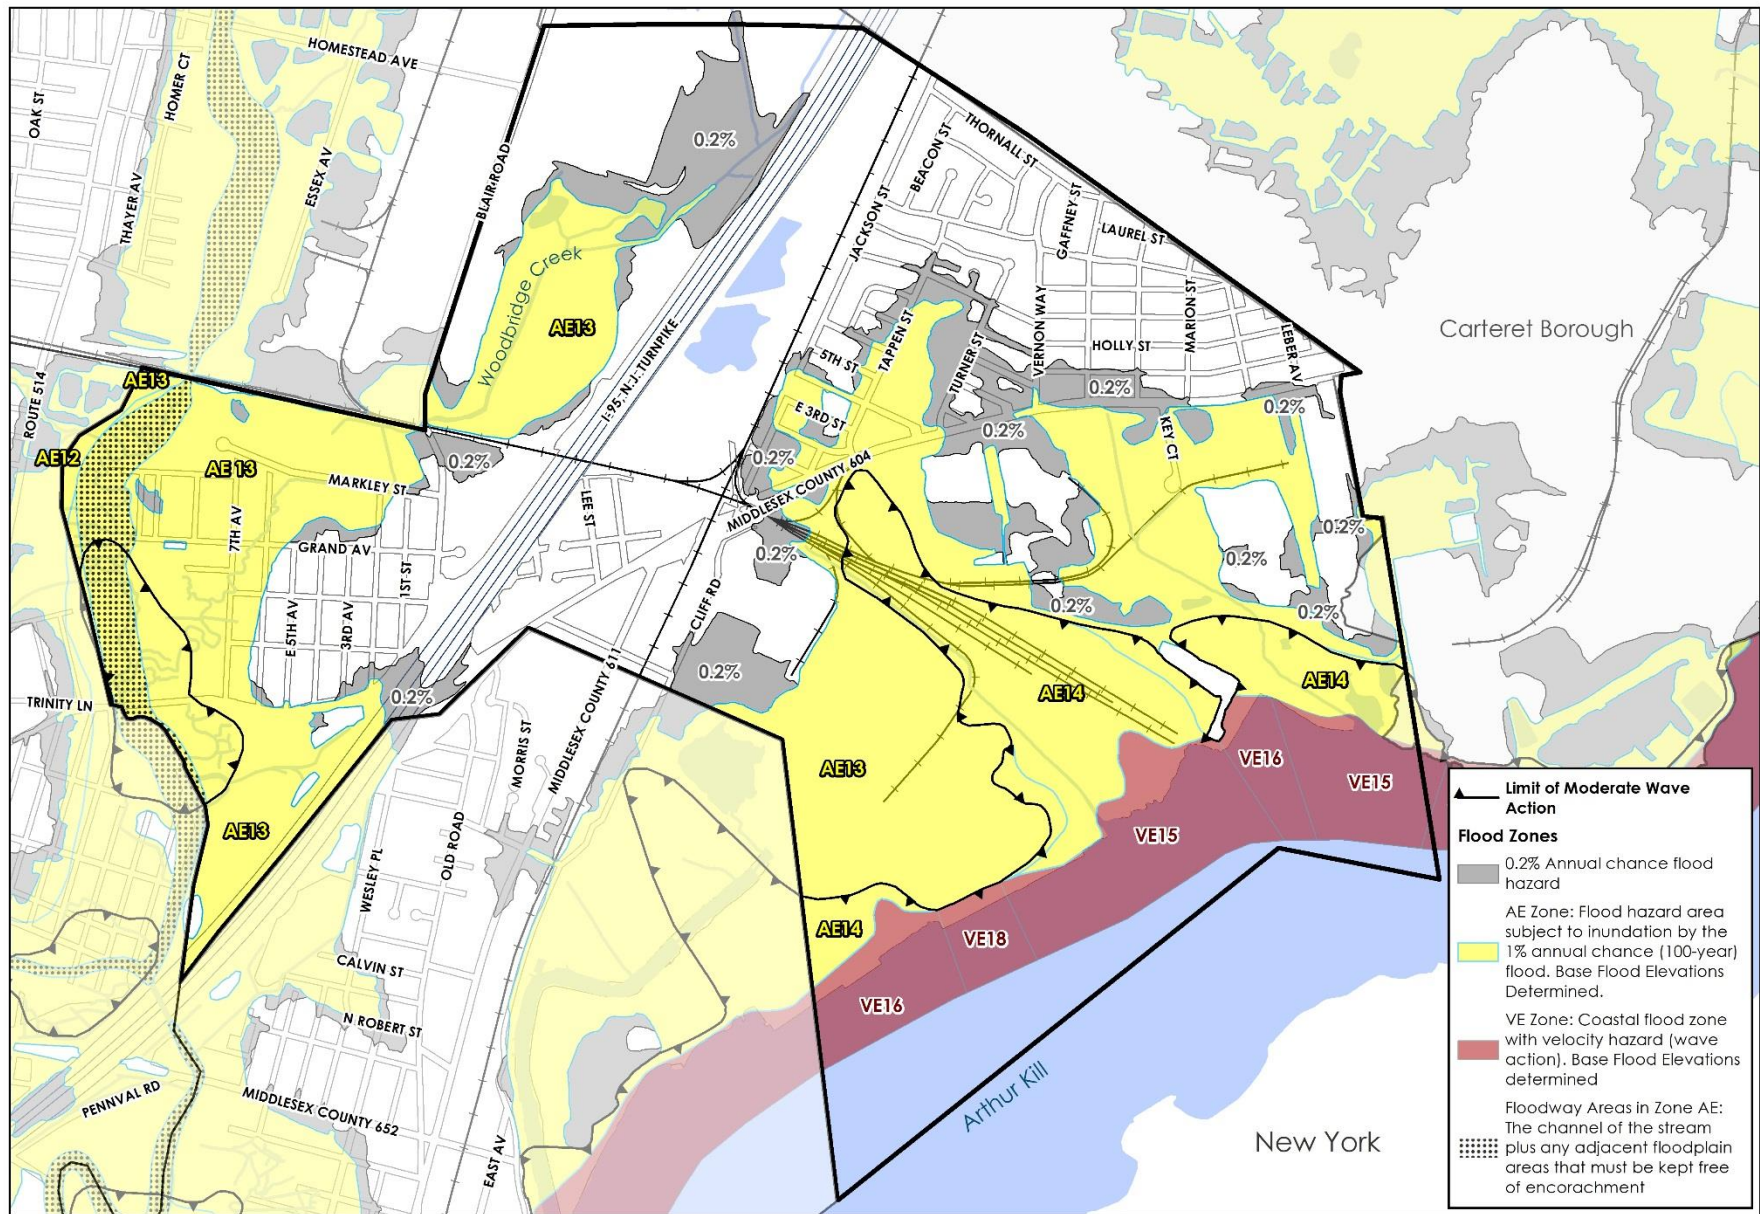 HOMESTEAD AVE
HOMER CT
OAK ST
THAYER AV
ESSEX AV
BLAIR ROAD
0.2%
THORNALL ST
BEACON ST
JACKSON ST
GAFFNEY ST
LAUREL ST
Woodbridge Creek
AE13
I-95, N.J. TURNPIKE
TAPPEN ST
5TH ST
TURNER ST
VERNON WAY
MARION ST
HOLLY ST
LEBER AV
Carteret Borough
ROUTE 514
AE13
AE12
AE 13
MARKLEY ST
0.2%
E 3RD ST
0.2%
0.2%
0.2%
0.2%
KEY CT
MIDDLESEX COUNTY 604
LEE ST
7TH AV
GRAND AV
1ST ST
0.2%
0.2%
0.2%
E 5TH AV
3RD AV
CLIFF RD
0.2%
0.2%
TRINITY LN
0.2%
0.2%
MIDDLESEX COUNTY 611
AE14
AE14
MORRIS ST
AE13
VE16
VE15
AE13
OLD ROAD
WESLEY PL
VE15
AE14
VE18
CALVIN ST
VE16
N ROBERT ST
PENNVAL RD
MIDDLESEX COUNTY 652
EAST AV
Arthur Kill
New York
Limit of Moderate Wave
Action
Flood Zones
0.2% Annual chance flood
hazard
AE Zone: Flood hazard area
subject to inundation by the
1% annual chance (100-year)
flood. Base Flood Elevations
Determined.
VE Zone: Coastal flood zone
with velocity hazard (wave
action). Base Flood Elevations
determined
Floodway Areas in Zone AE:
The channel of the stream
plus any adjacent floodplain
areas that must be kept free
of encorachment